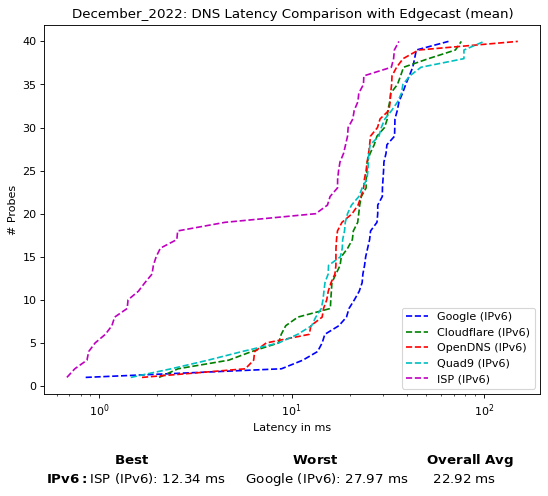 December_2022: DNS Latency Comparison with Edgecast (mean)
# Probes
40
35
30
25
20
15
10
5
0
10⁰
10¹
10²
Latency in ms
Google (IPv6)
Cloudflare (IPv6)
OpenDNS (IPv6)
Quad9 (IPv6)
ISP (IPv6)
Best Worst Overall Avg
IPv6: ISP (IPv6): 12.34 ms Google (IPv6): 27.97 ms 22.92 ms